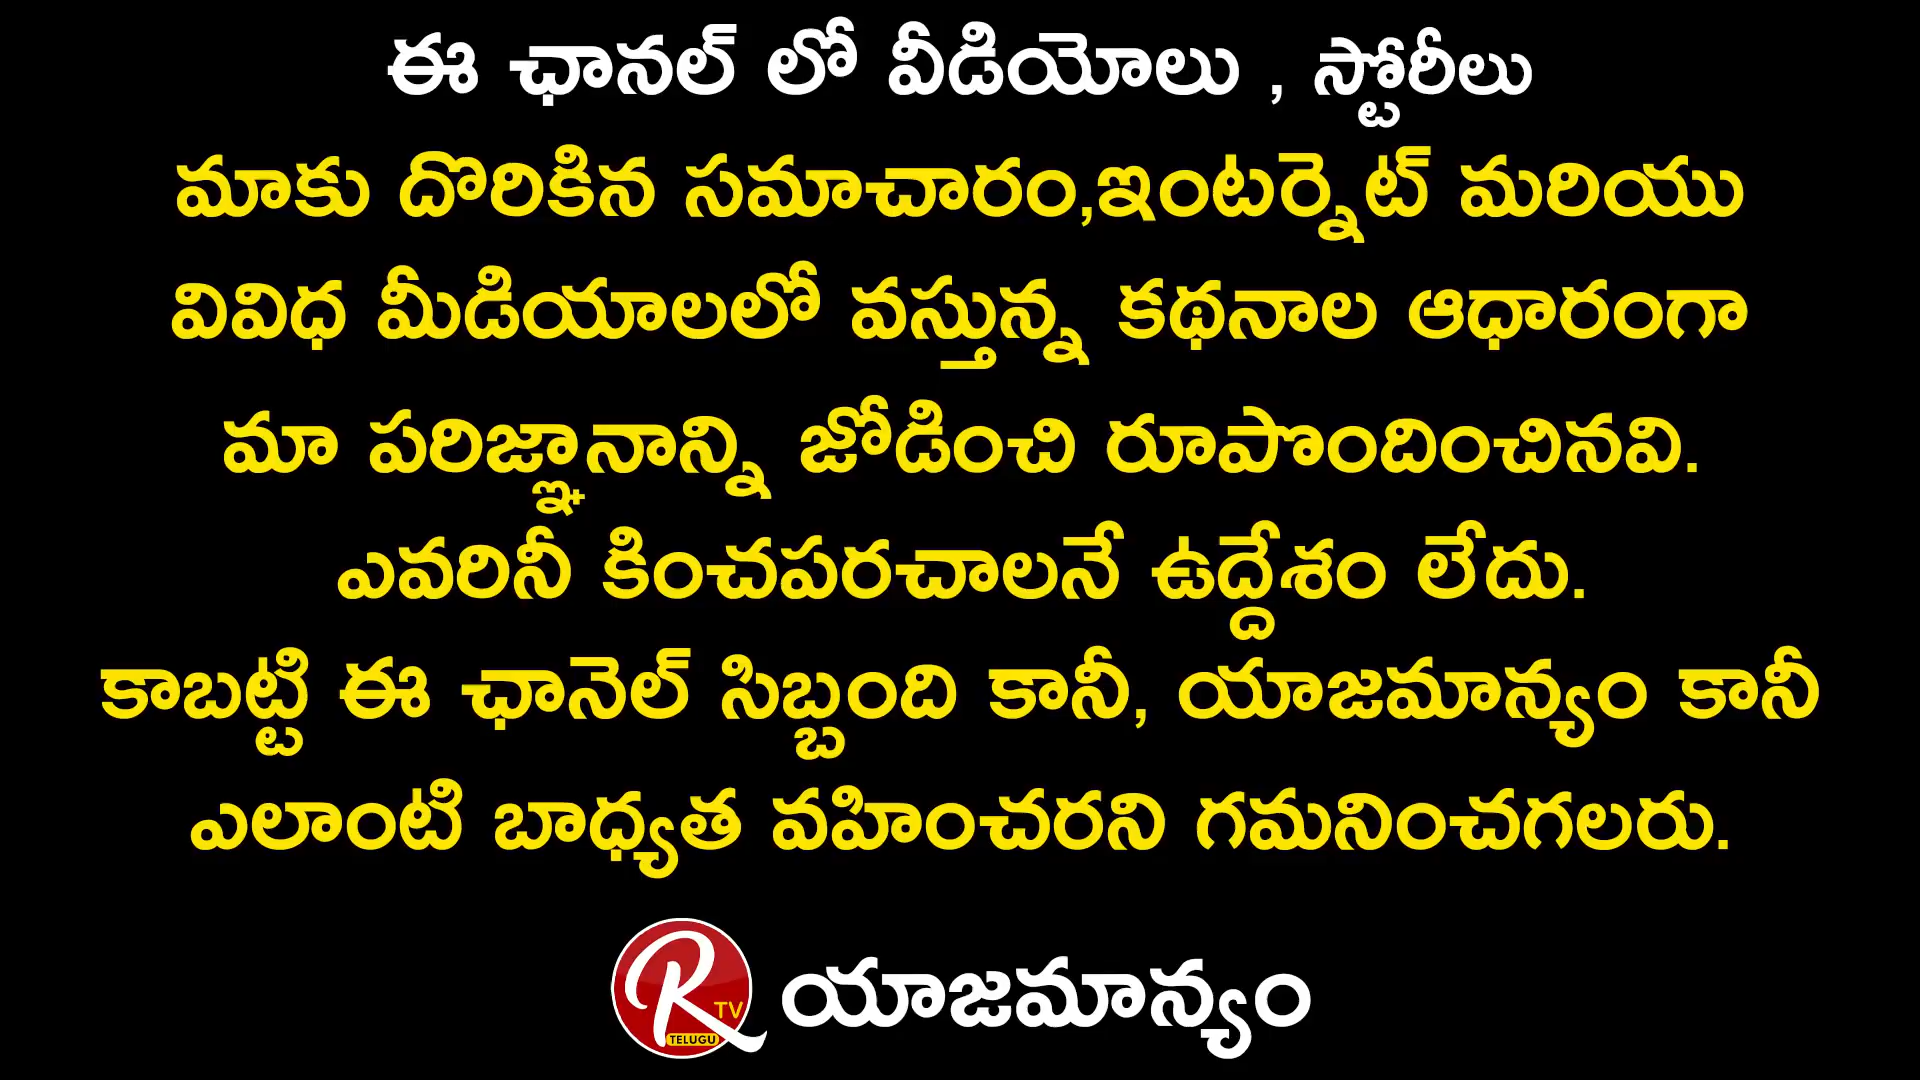 ఈ ఛానల్ లో వీడియోలు , స్టోరీలు
మాకు దొరికిన సమాచారం,ఇంటర్నెట్ మరియు
వివిధ మీడియాలలో వస్తున్న కథనాల ఆధారంగా
మా పరిజ్ఞానాన్ని జోడించి రూపొందించినవి.
ఎవరినీ కించపరచాలనే ఉద్దేశం లేదు.
కాబట్టి ఈ ఛానెల్ సిబ్బంది కానీ, యాజమాన్యం కానీ
ఎలాంటి బాధ్యత వహించరని గమనించగలరు.
R TV TELUGU యాజమాన్యం